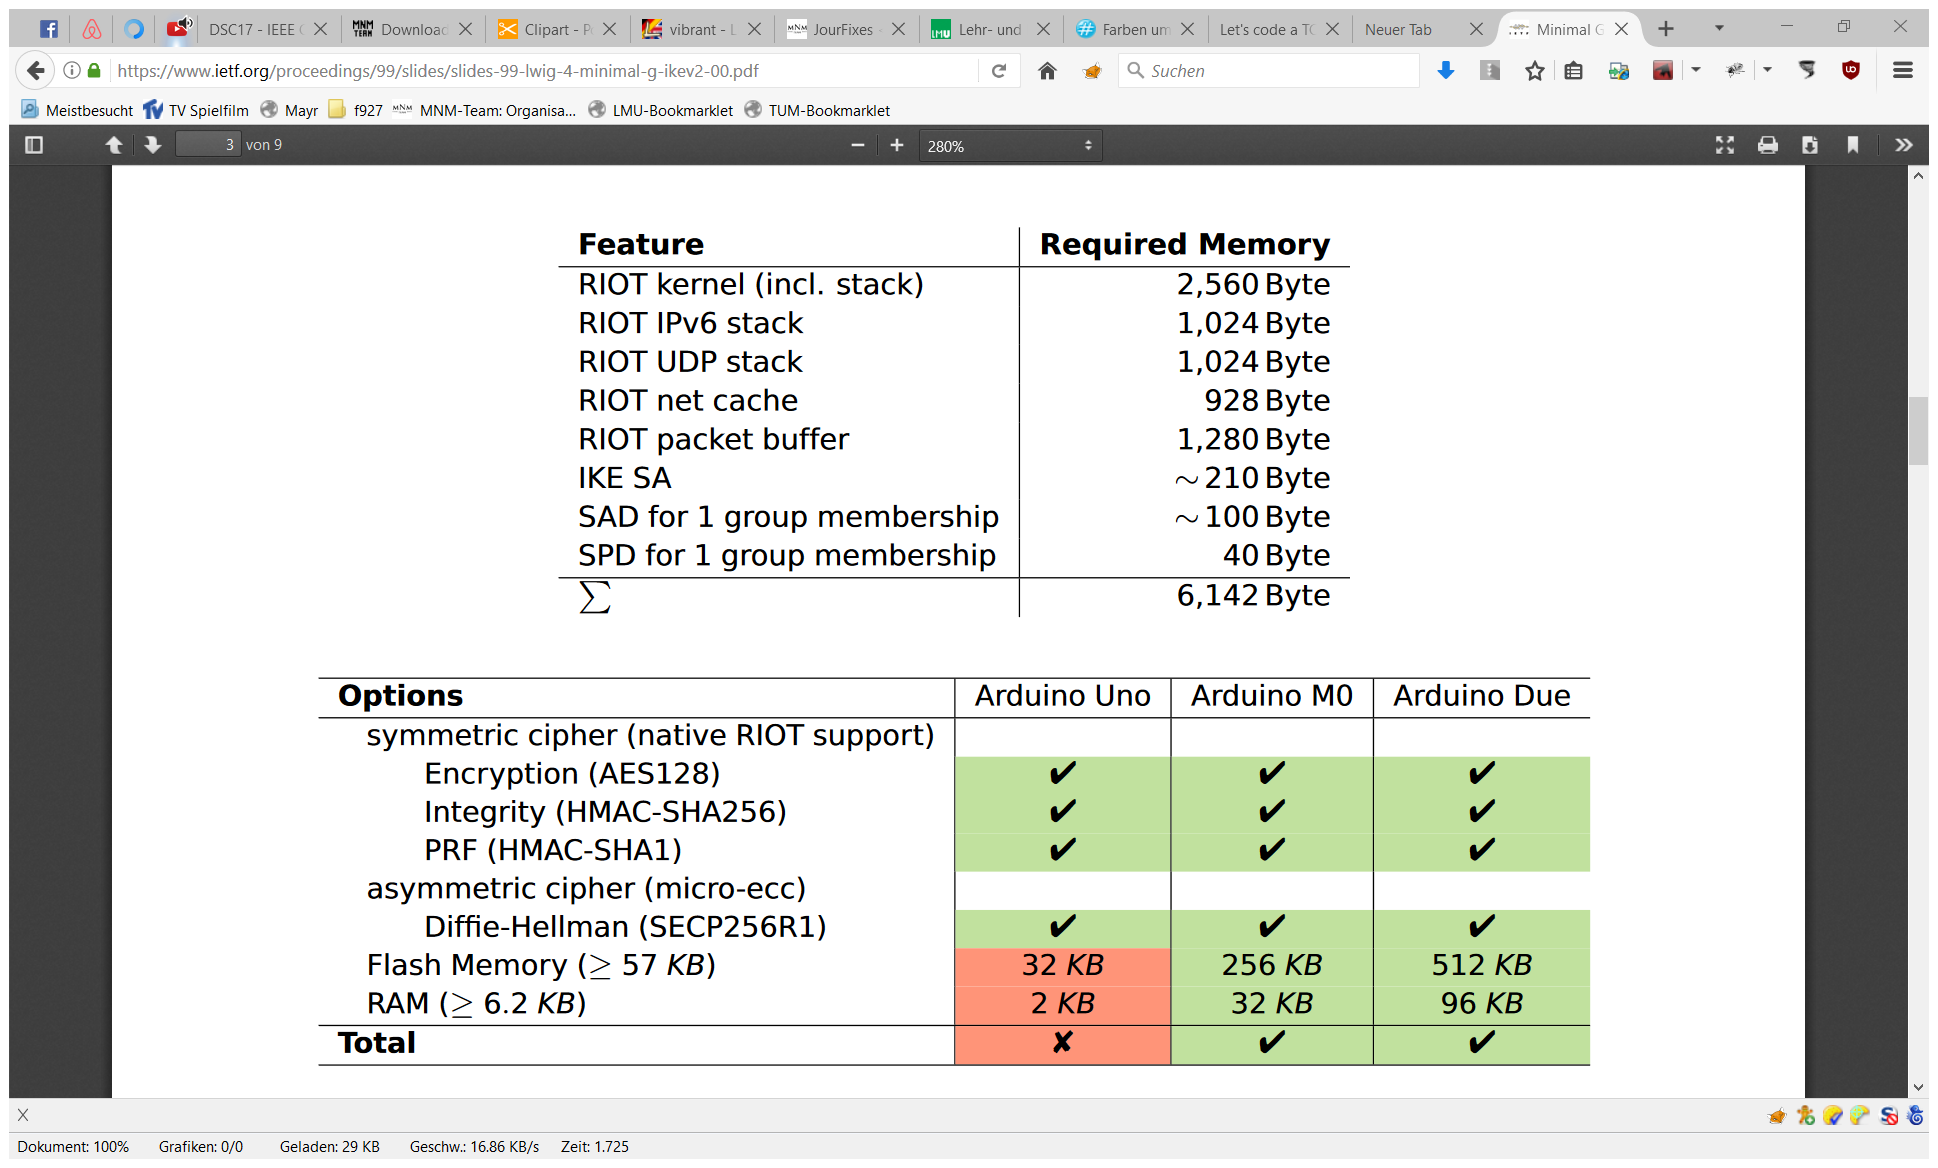 DSC17 - IEEE
MNM TEAM Download
Clipart - P
vibrant - L
MNM JourFixes
LMU Lehr- und
Farben um
Let's code a TC
Neuer Tab
Minimal G
https://www.ietf.org/proceedings/99/slides/slides-99-lwig-4-minimal-g-ikev2-00.pdf
Suchen
Meistbesucht TV Spielfilm Mayr f927 MNM MNM-Team: Organisa... LMU-Bookmarklet TUM-Bookmarklet
3 von 9
280%
Feature Required Memory
RIOT kernel (incl. stack) 2,560 Byte
RIOT IPv6 stack 1,024 Byte
RIOT UDP stack 1,024 Byte
RIOT net cache 928 Byte
RIOT packet buffer 1,280 Byte
IKE SA ~210 Byte
SAD for 1 group membership ~100 Byte
SPD for 1 group membership 40 Byte
∑ 6,142 Byte
Options Arduino Uno Arduino M0 Arduino Due
symmetric cipher (native RIOT support)
Encryption (AES128) ✔ ✔ ✔
Integrity (HMAC-SHA256) ✔ ✔ ✔
PRF (HMAC-SHA1) ✔ ✔ ✔
asymmetric cipher (micro-ecc)
Diffie-Hellman (SECP256R1) ✔ ✔ ✔
Flash Memory (≥ 57 KB) 32 KB 256 KB 512 KB
RAM (≥ 6.2 KB) 2 KB 32 KB 96 KB
Total ✘ ✔ ✔
Dokument: 100% Grafiken: 0/0 Geladen: 29 KB Geschw.: 16.86 KB/s Zeit: 1.725